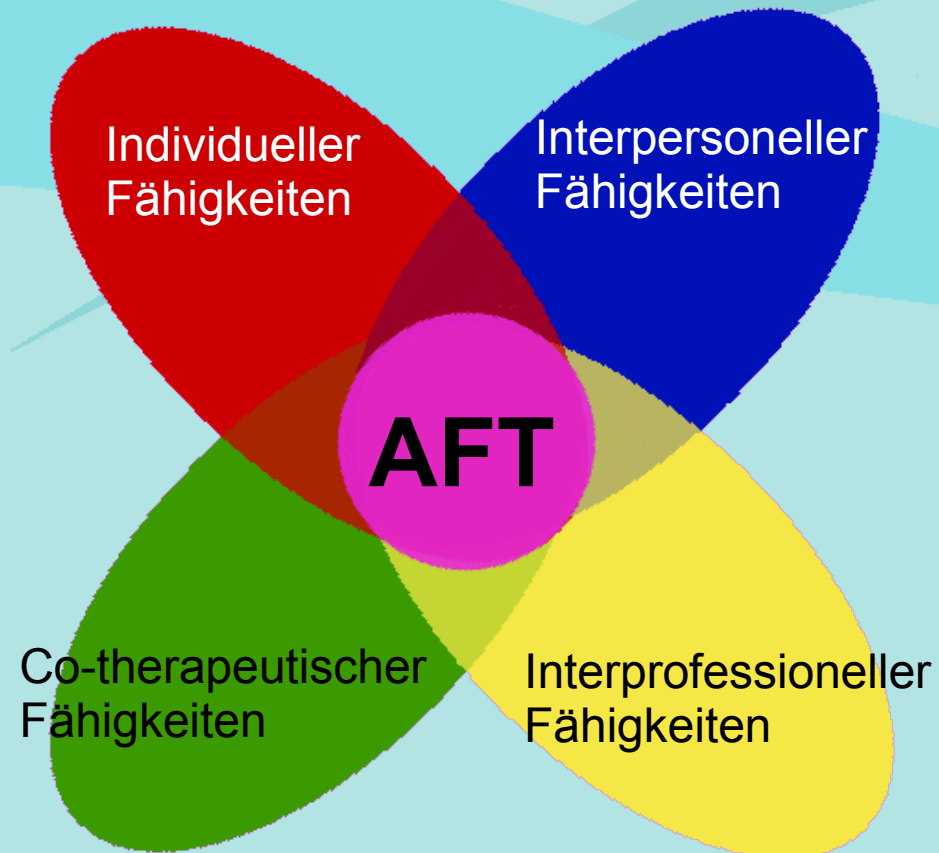 Individueller
Fähigkeiten
Interpersoneller
Fähigkeiten
AFT
Co-therapeutischer
Fähigkeiten
Interprofessioneller
Fähigkeiten